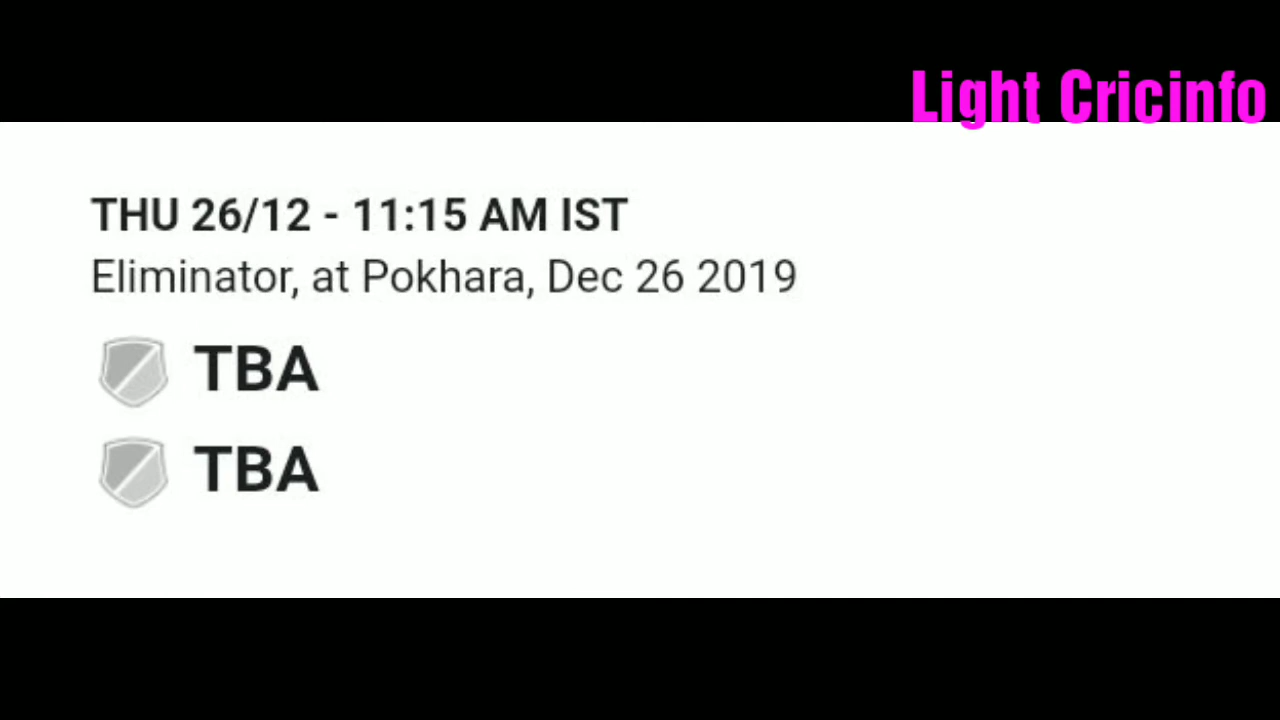 Light Cricinfo
THU 26/12 - 11:15 AM IST
Eliminator, at Pokhara, Dec 26 2019
TBA
TBA